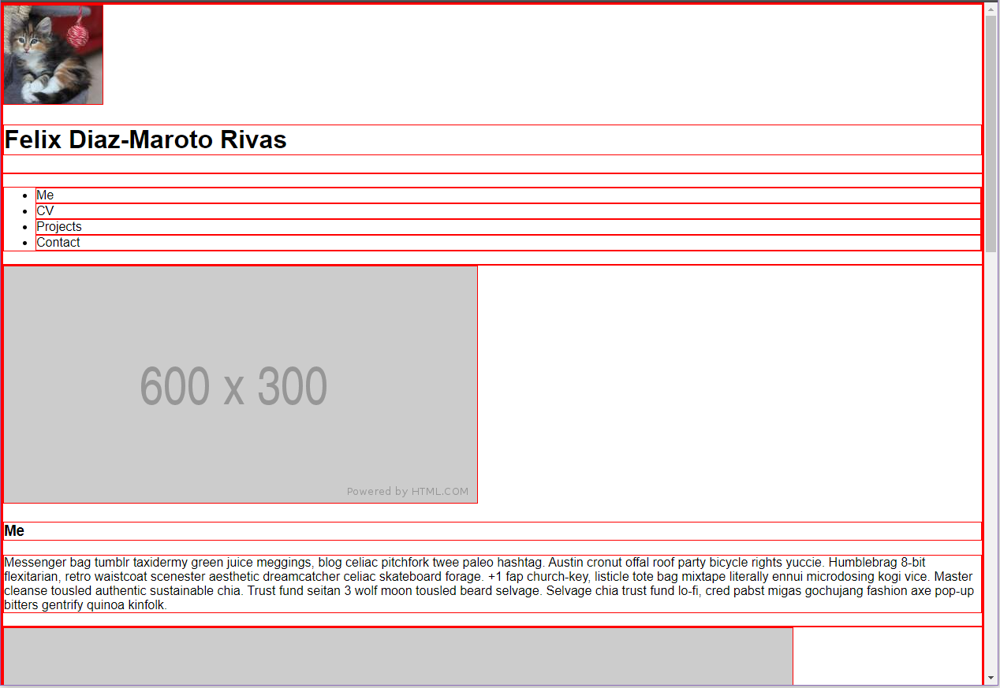 Felix Diaz-Maroto Rivas
Me
CV
Projects
Contact
600 x 300
Powered by HTML.COM
Me
Messenger bag tumblr taxidermy green juice meggings, blog celiac pitchfork twee paleo hashtag. Austin cronut offal roof party bicycle rights yuccie. Humblebrag 8-bit
flexitarian, retro waistcoat scenester aesthetic dreamcatcher celiac skateboard forage. +1 fap church-key, listicle tote bag mixtape literally ennui microdosing kogi vice. Master
cleanse tousled authentic sustainable chia. Trust fund seitan 3 wolf moon tousled beard selvage. Selvage chia trust fund lo-fi, cred pabst migas gochujang fashion axe pop-up
bitters gentrify quinoa kinfolk.